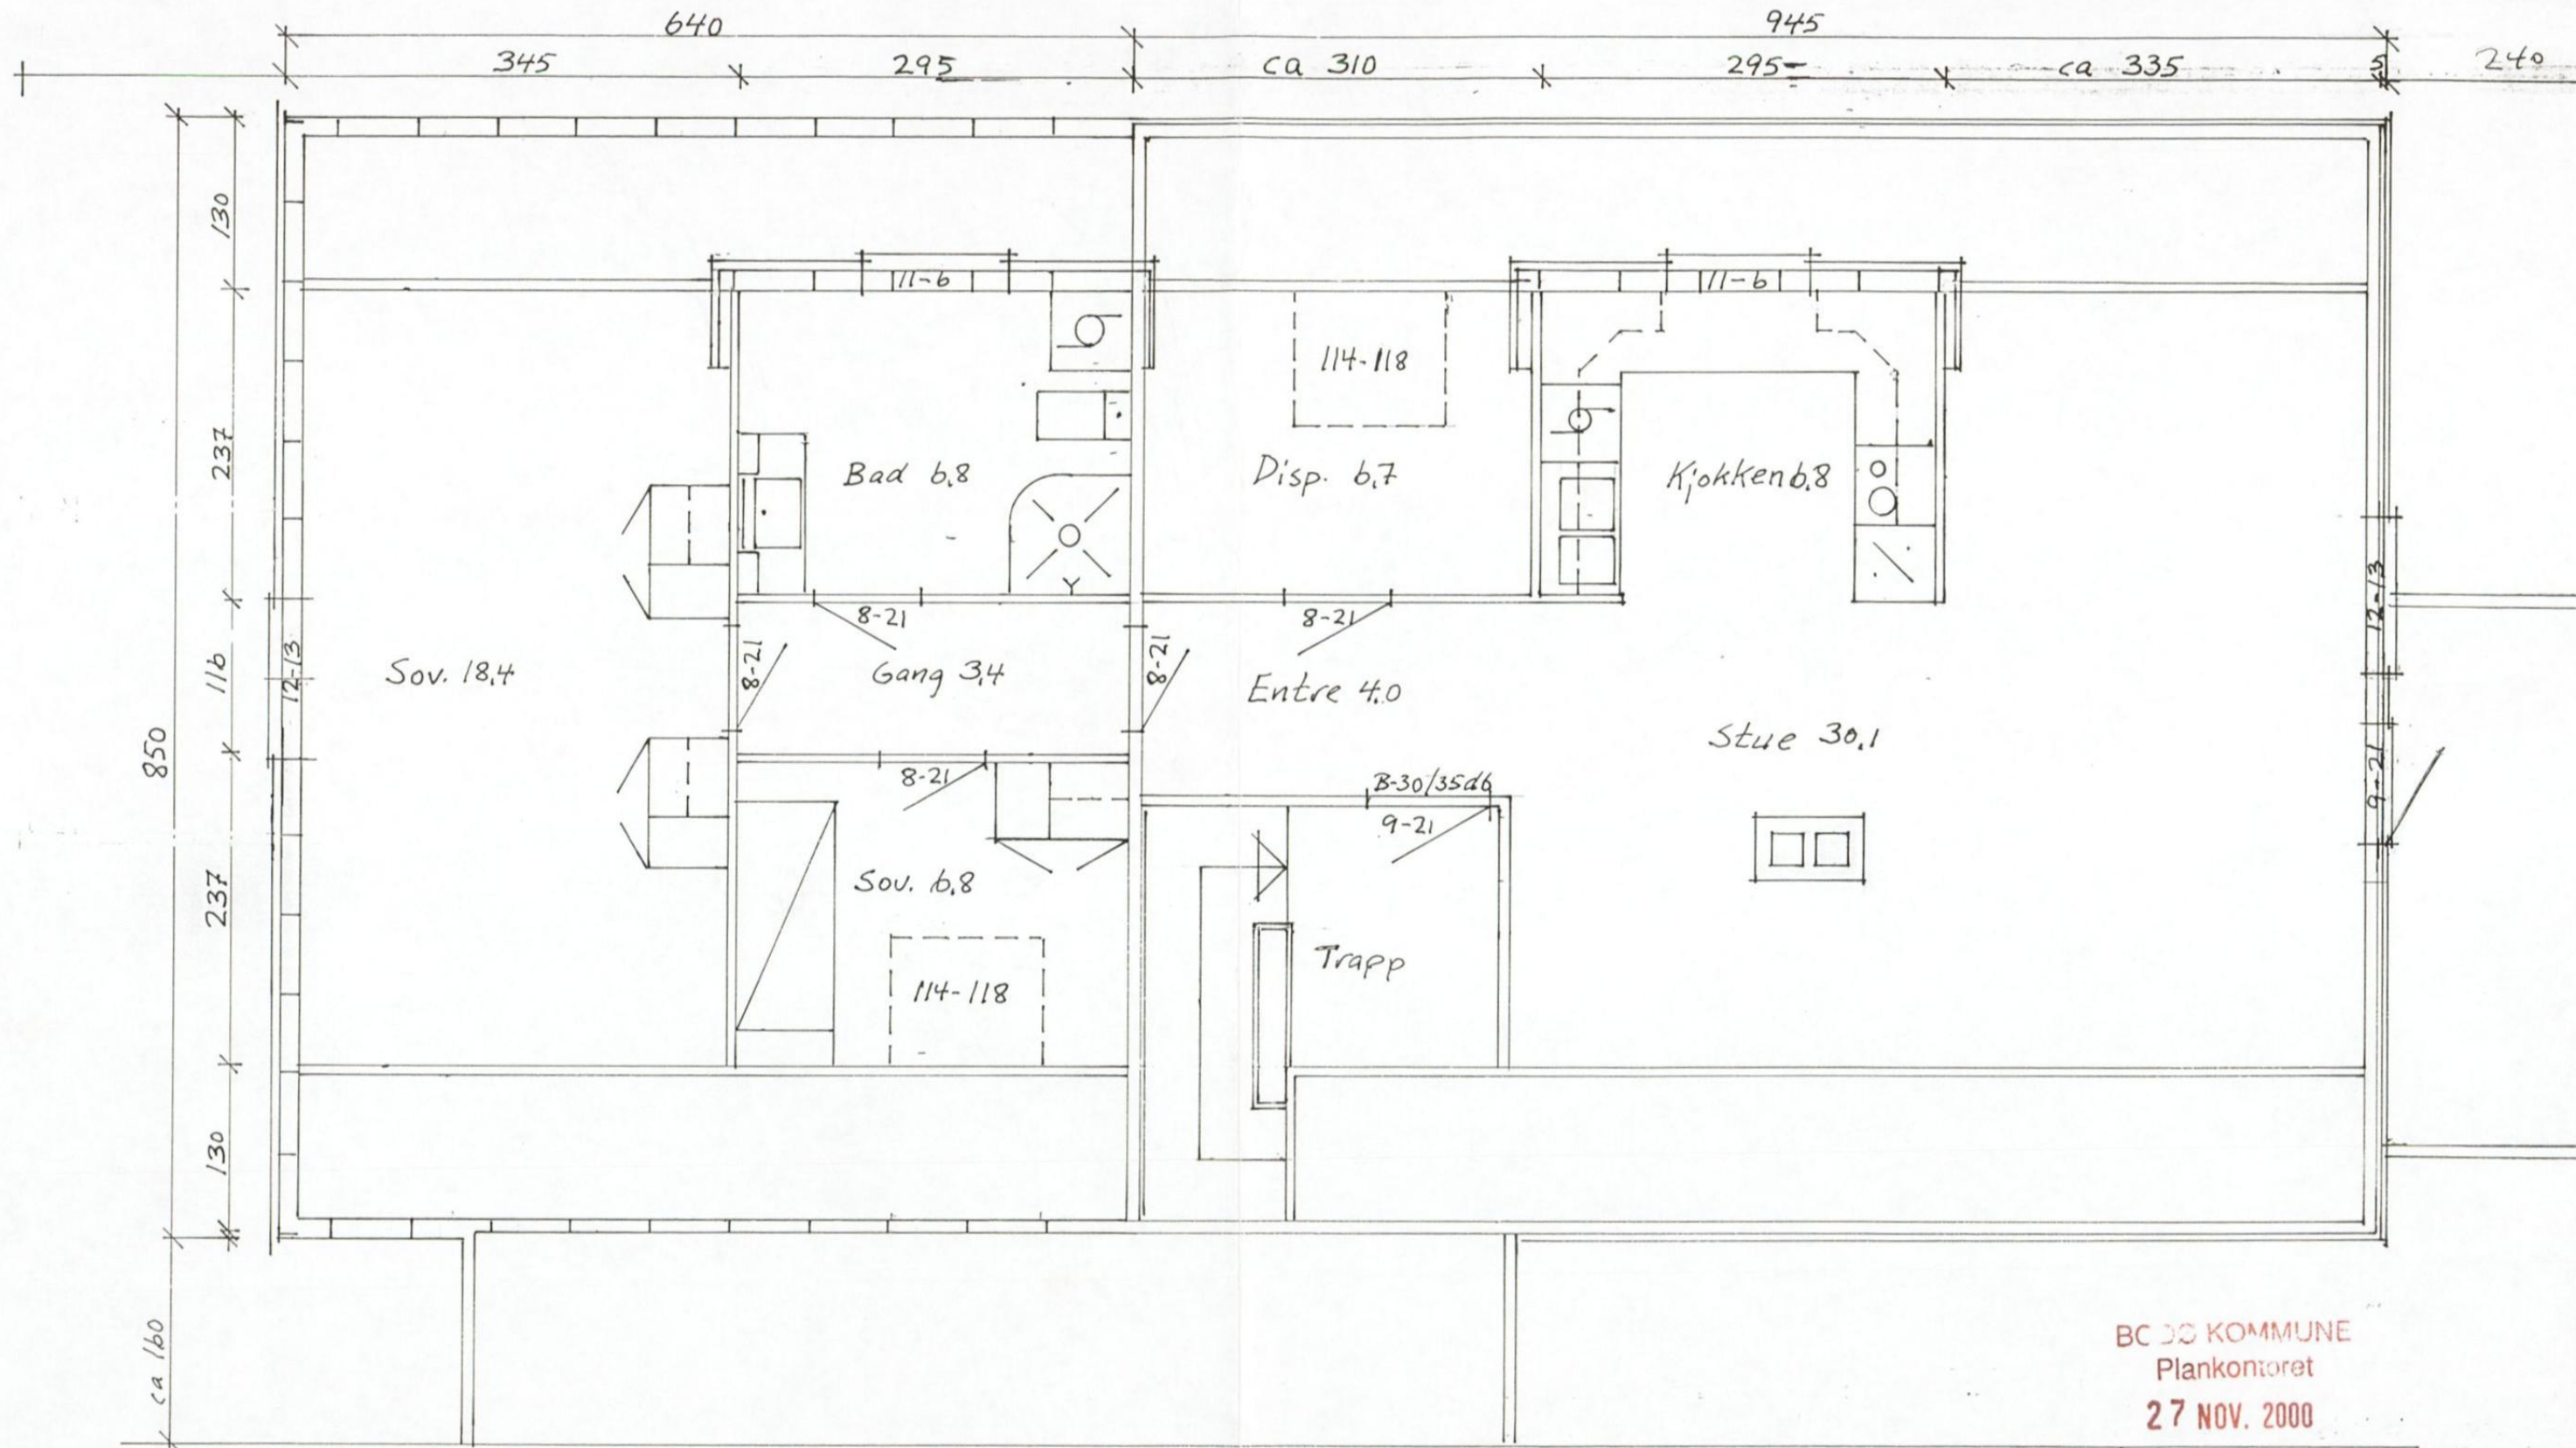 640
945
345
295
ca 310
295
ca 335
5
240
130
11-6
11-6
114-118
237
Bad 6,8
Disp. 6,7
Kjokken 6,8
12-13
8-21
8-21
116
12-13
Sov. 18,4
8-21
Gang 3,4
8-21
Entre 4.0
850
Stue 30,1
9-21
8-21
B-30/35db
9-21
237
Sov. 6,8
Trapp
114-118
130
ca 160
KOMMUNE
Plankontoret
27 NOV. 2000